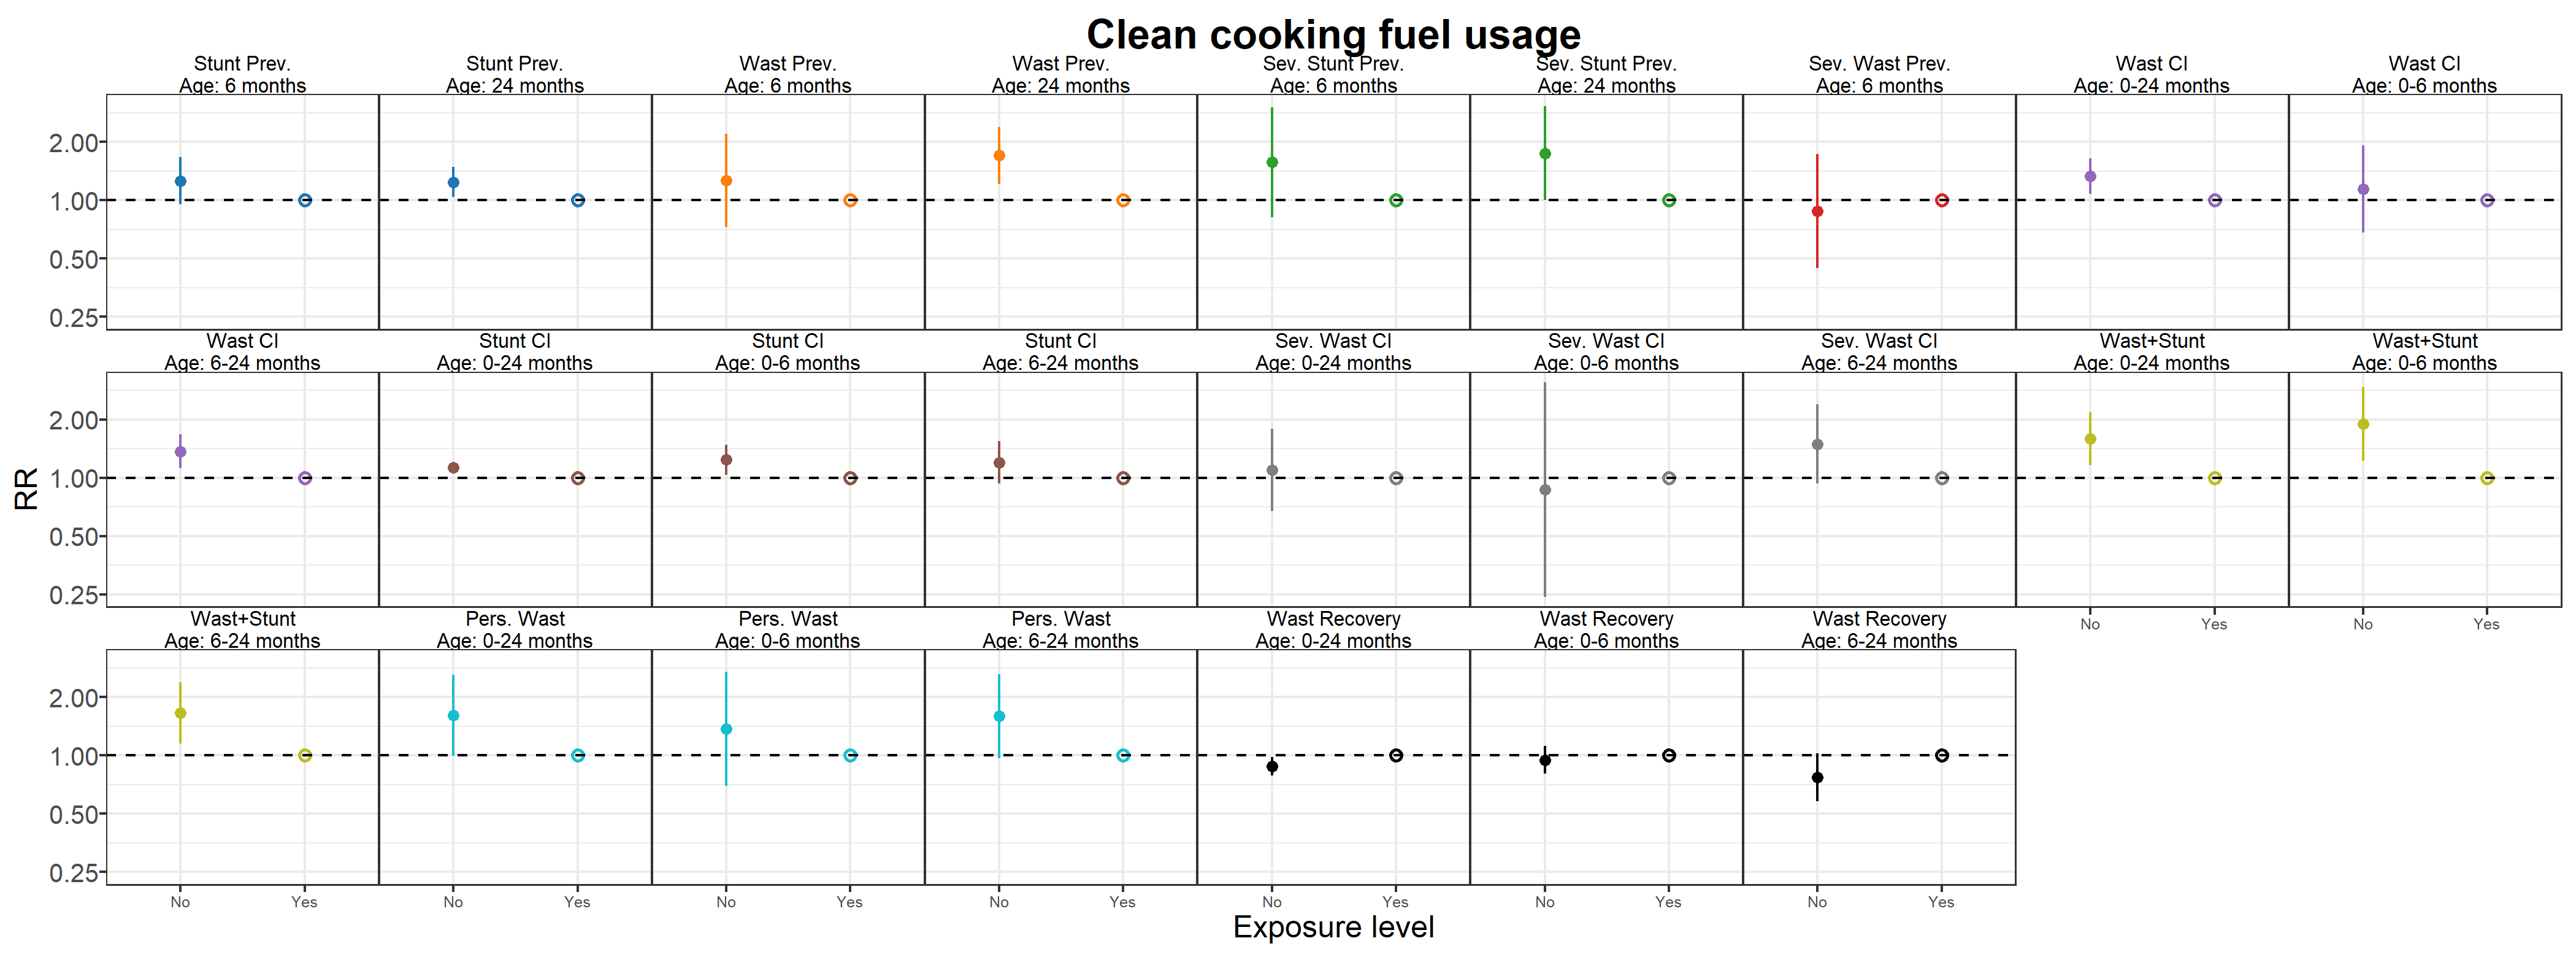 Clean cooking fuel usage
Stunt Prev.
Age: 6 months
Stunt Prev.
Age: 24 months
Wast Prev.
Age: 6 months
Wast Prev.
Age: 24 months
Sev. Stunt Prev.
Age: 6 months
Sev. Stunt Prev.
Age: 24 months
Sev. Wast Prev.
Age: 6 months
Wast CI
Age: 0-24 months
Wast CI
Age: 0-6 months
2.00
1.00
0.50
0.25
Wast CI
Age: 6-24 months
Stunt CI
Age: 0-24 months
Stunt CI
Age: 0-6 months
Stunt CI
Age: 6-24 months
Sev. Wast CI
Age: 0-24 months
Sev. Wast CI
Age: 0-6 months
Sev. Wast CI
Age: 6-24 months
Wast+Stunt
Age: 0-24 months
Wast+Stunt
Age: 0-6 months
RR
2.00
1.00
0.50
0.25
No
Yes
No
Yes
Wast+Stunt
Age: 6-24 months
Pers. Wast
Age: 0-24 months
Pers. Wast
Age: 0-6 months
Pers. Wast
Age: 6-24 months
Wast Recovery
Age: 0-24 months
Wast Recovery
Age: 0-6 months
Wast Recovery
Age: 6-24 months
2.00
1.00
0.50
0.25
No
Yes
No
Yes
No
Yes
No
Yes
No
Yes
No
Yes
No
Yes
Exposure level